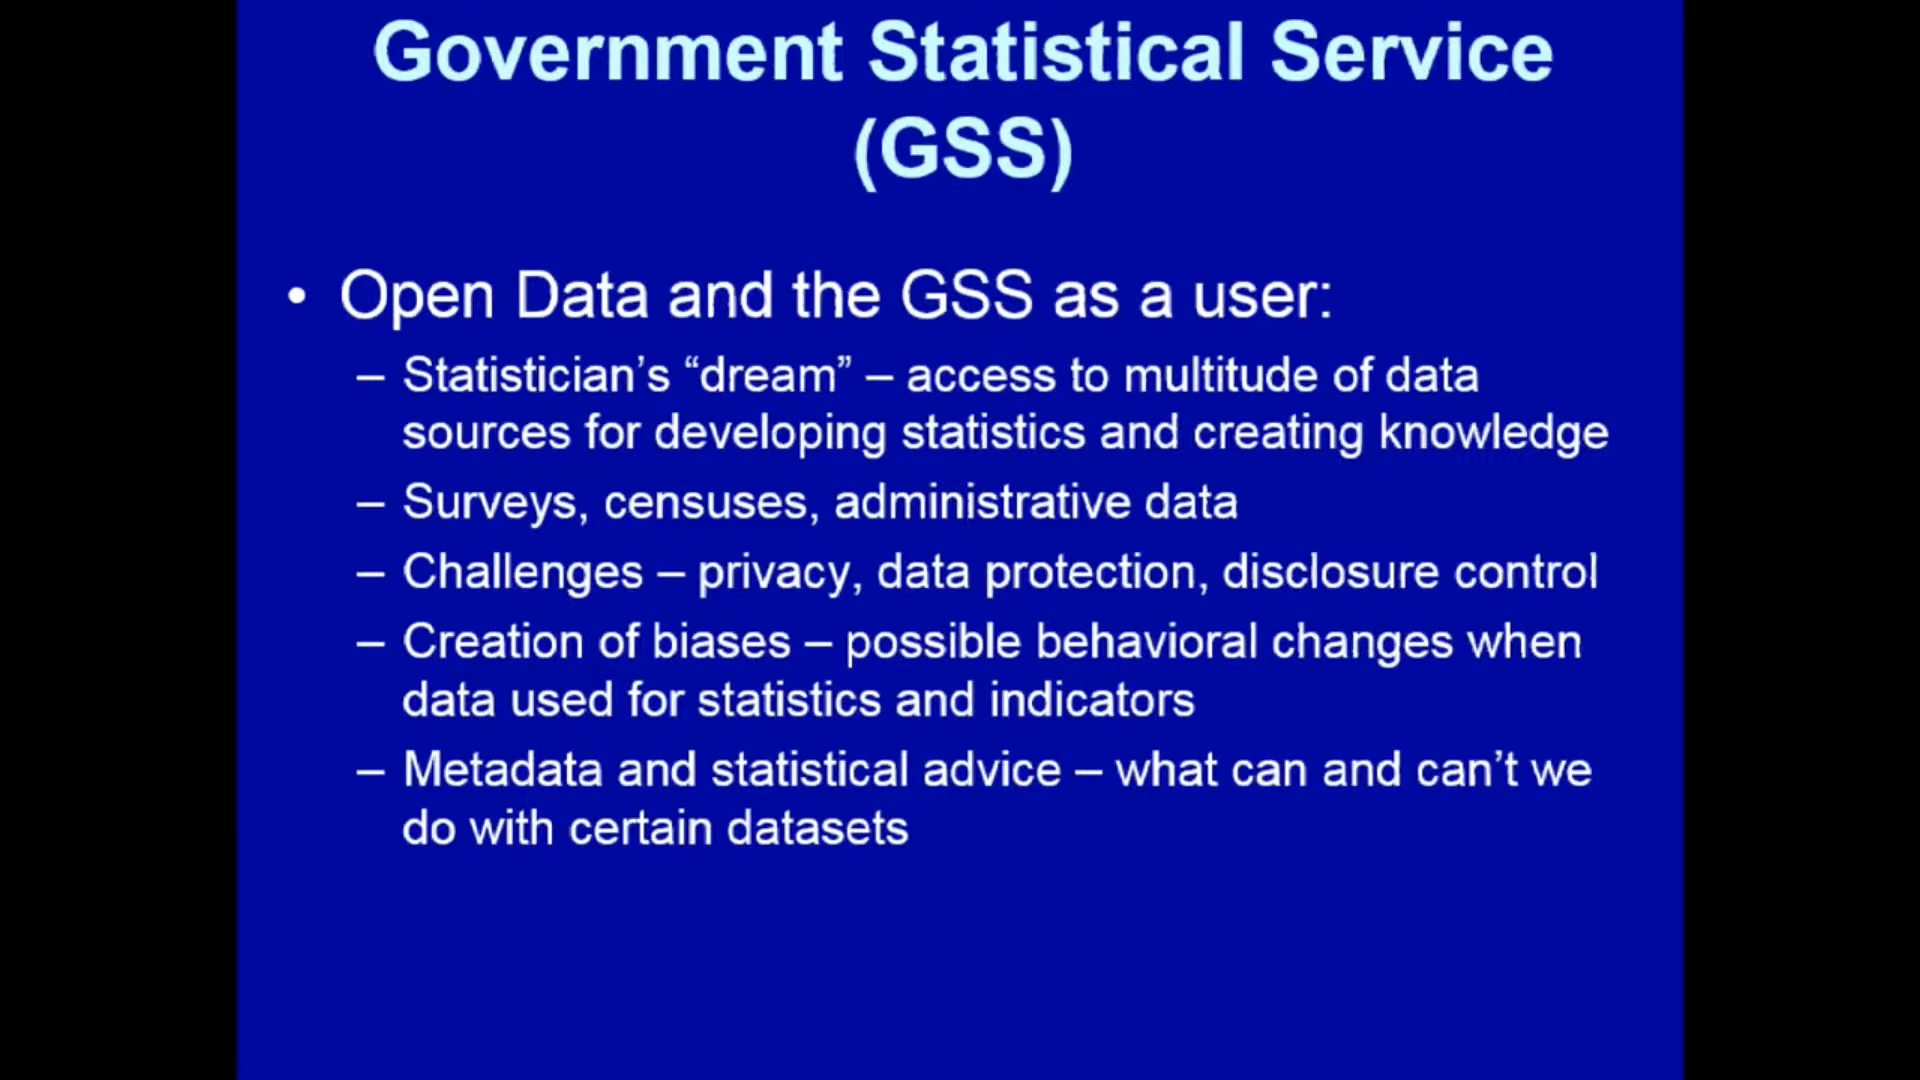 Government Statistical Service
(GSS)
• Open Data and the GSS as a user:
– Statistician’s “dream” – access to multitude of data
sources for developing statistics and creating knowledge
– Surveys, censuses, administrative data
– Challenges – privacy, data protection, disclosure control
– Creation of biases – possible behavioral changes when
data used for statistics and indicators
– Metadata and statistical advice – what can and can’t we
do with certain datasets